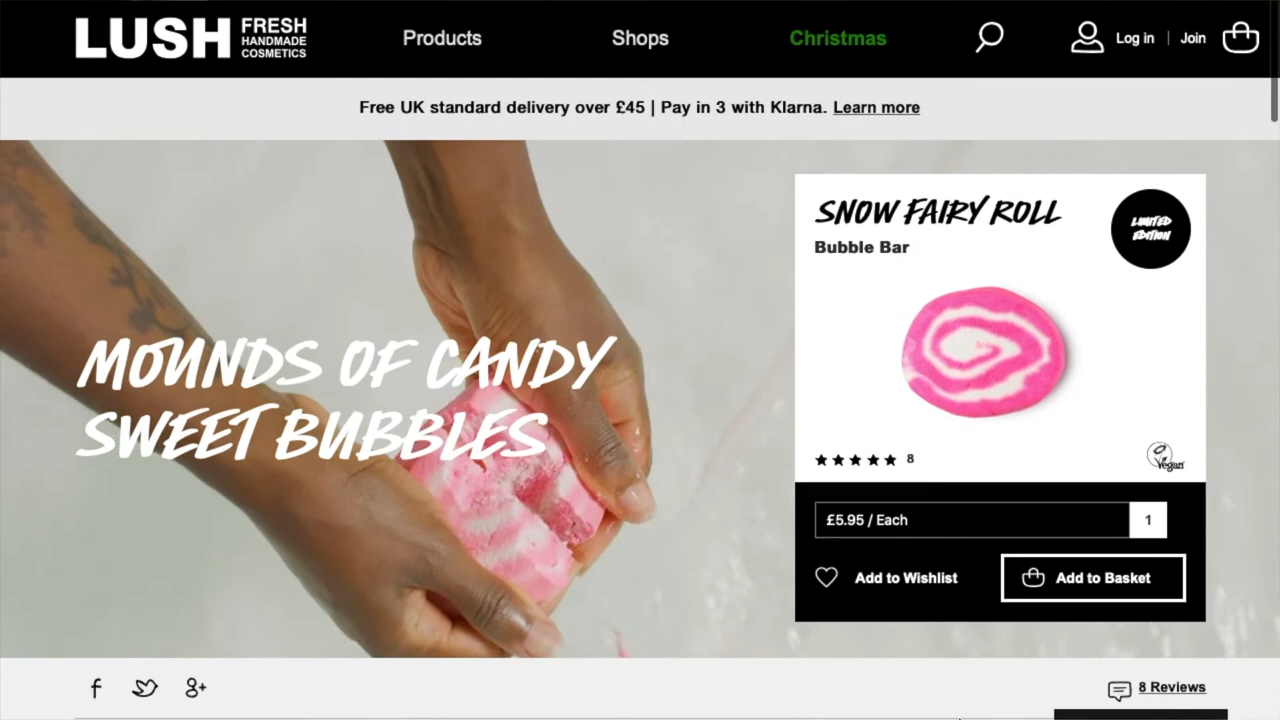 LUSH FRESH HANDMADE COSMETICS
Products
Shops
Christmas
Log in | Join
Free UK standard delivery over £45 | Pay in 3 with Klarna. Learn more
MOUNDS OF CANDY
SWEET BUBBLES
SNOW FAIRY ROLL
LIMITED
EDITION
Bubble Bar
8
Vegan
£5.95 / Each
1
Add to Wishlist
Add to Basket
f
8+
8 Reviews